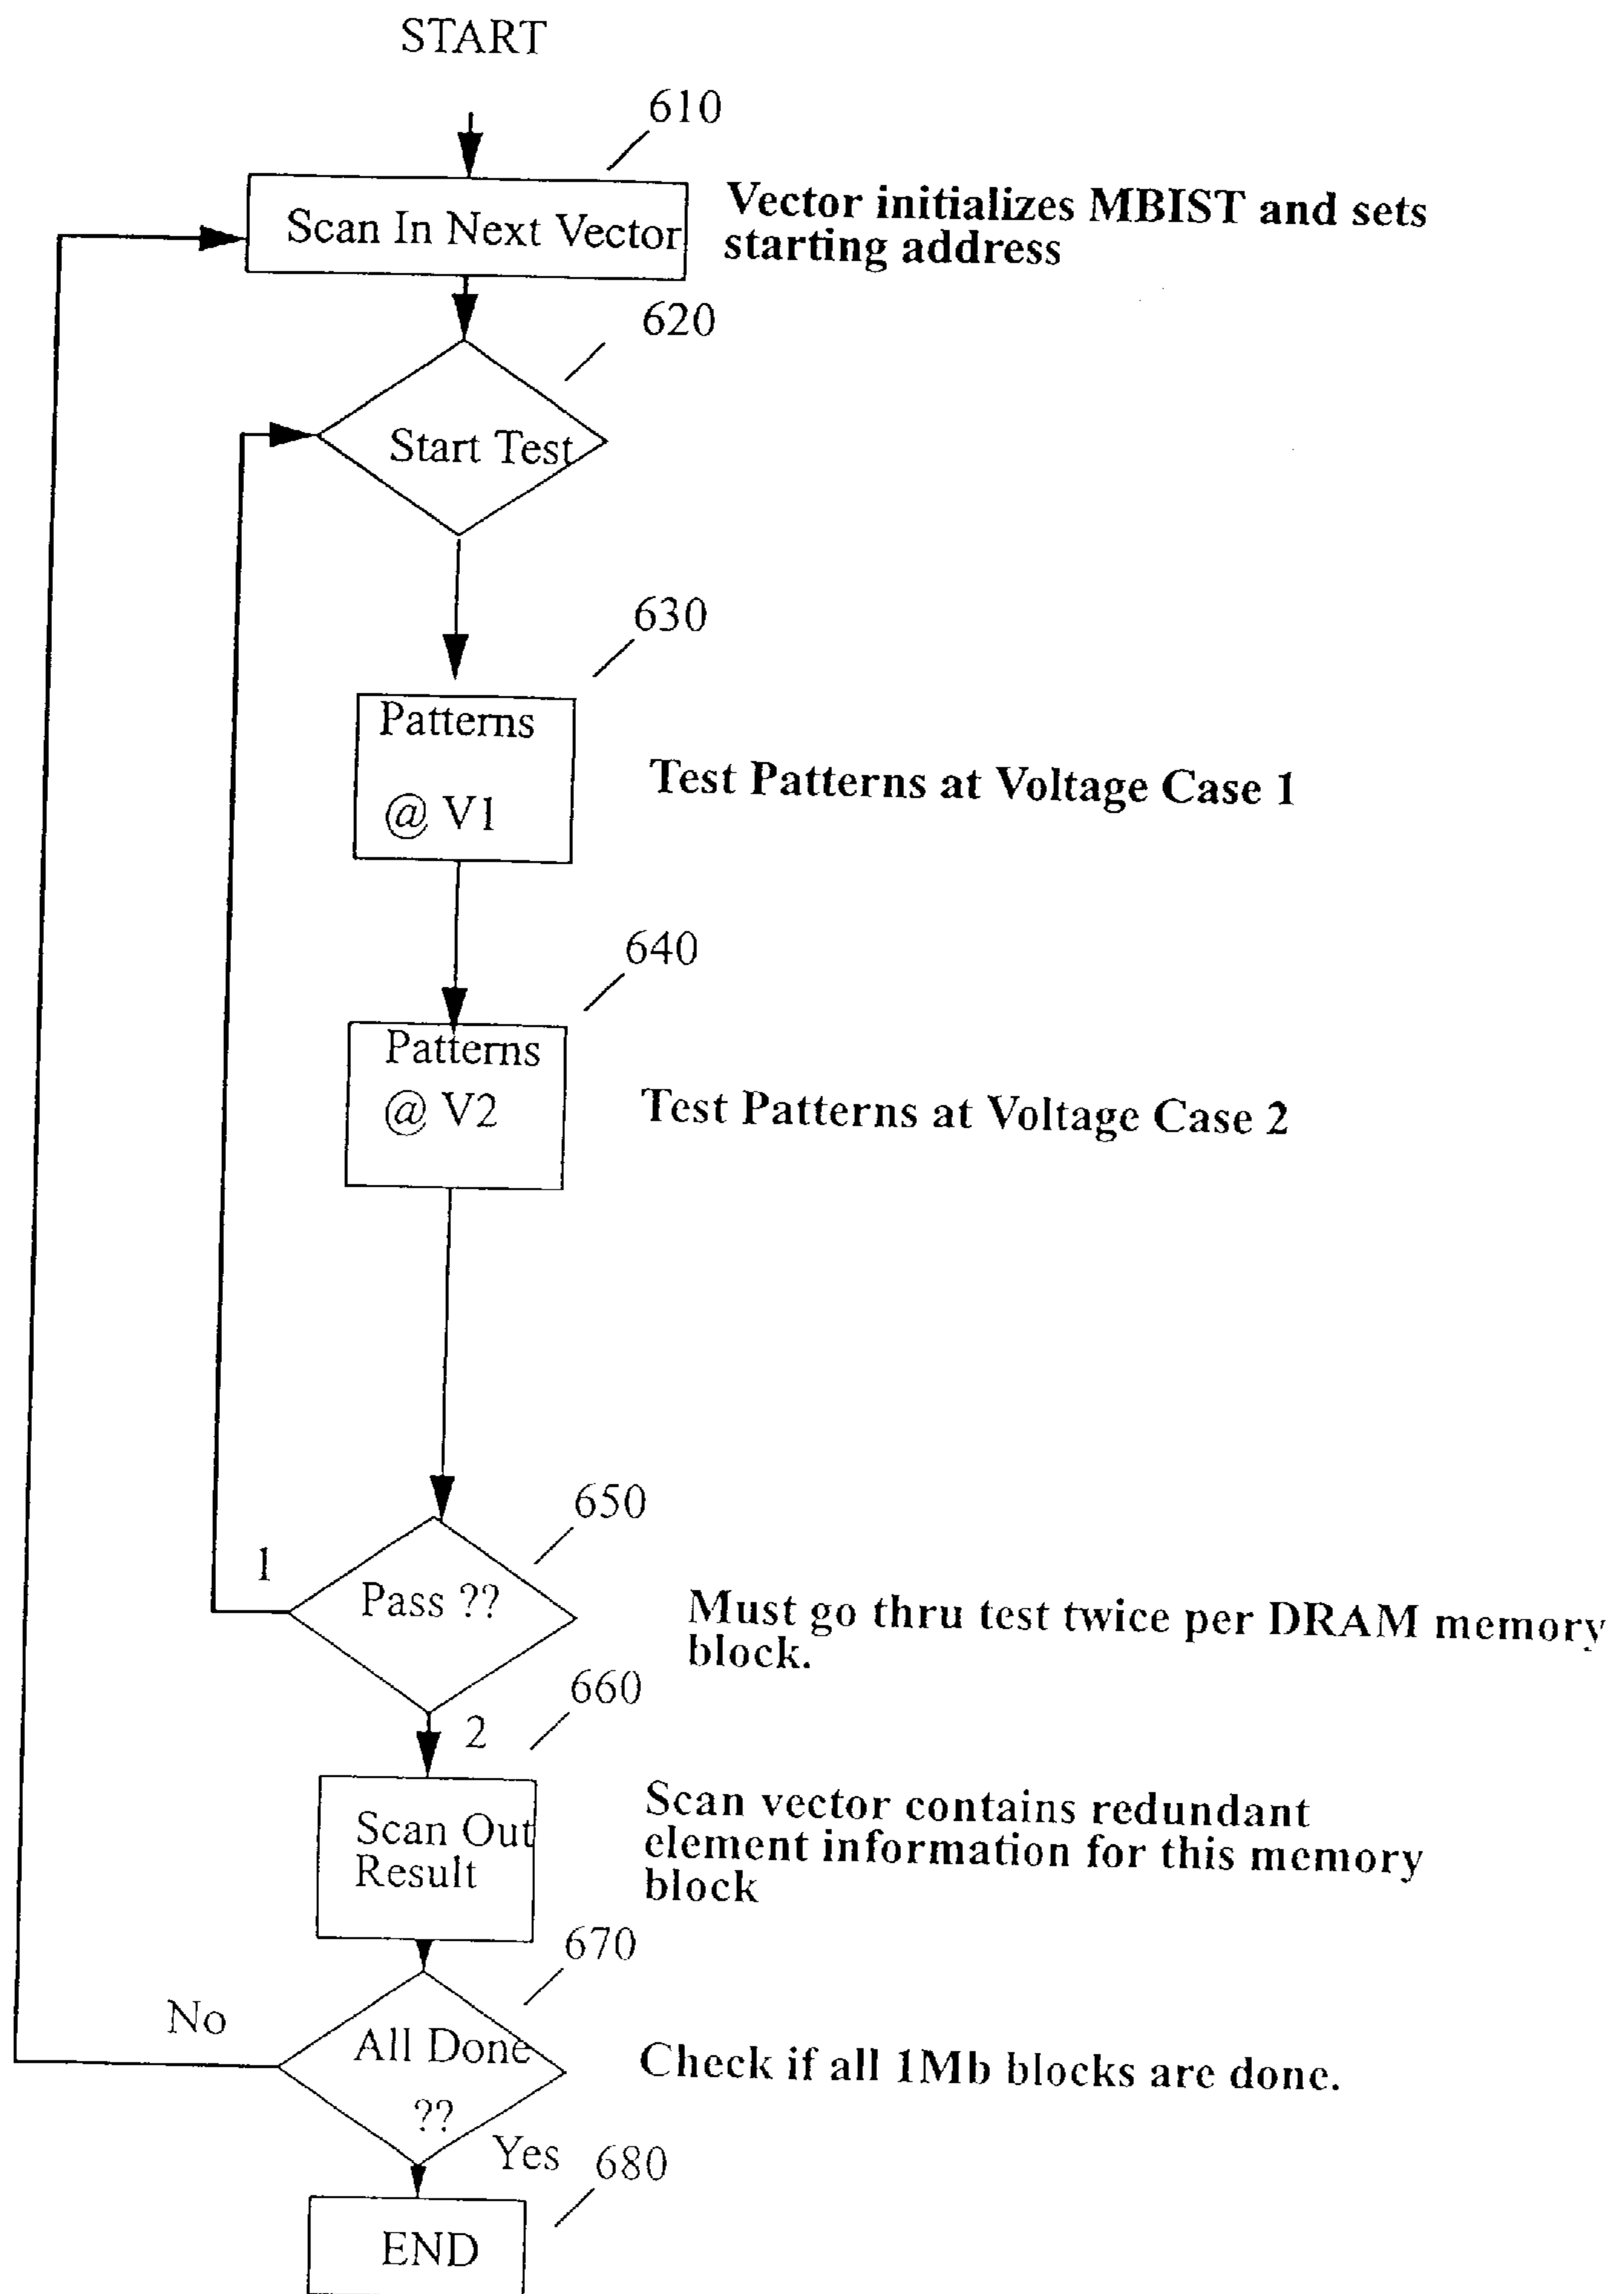 START
610
Scan In Next Vector
Vector initializes MBIST and sets
starting address
620
Start Test
630
Patterns
@ V1
Test Patterns at Voltage Case 1
640
Patterns
@ V2
Test Patterns at Voltage Case 2
650
1
Pass ??
Must go thru test twice per DRAM memory
block.
660
2
Scan Out
Result
Scan vector contains redundant
element information for this memory
block
670
No
All Done
??
Check if all 1Mb blocks are done.
Yes
680
END